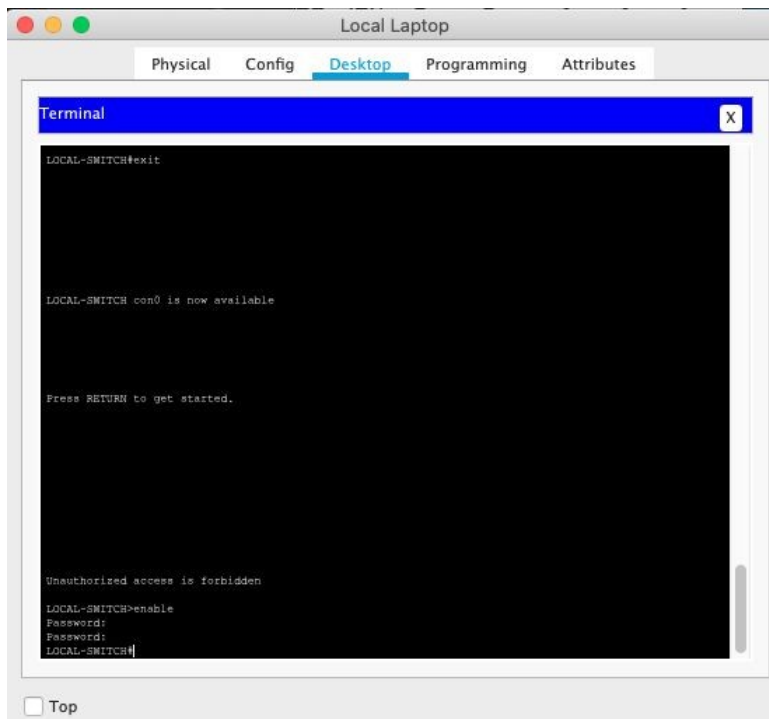 Local Laptop
Physical Config Desktop Programming Attributes
Terminal X
LOCAL-SWITCH#exit
LOCAL-SWITCH con0 is now available
Press RETURN to get started.
Unauthorized access is forbidden
LOCAL-SWITCH>enable
Password:
Password:
LOCAL-SWITCH#
Top